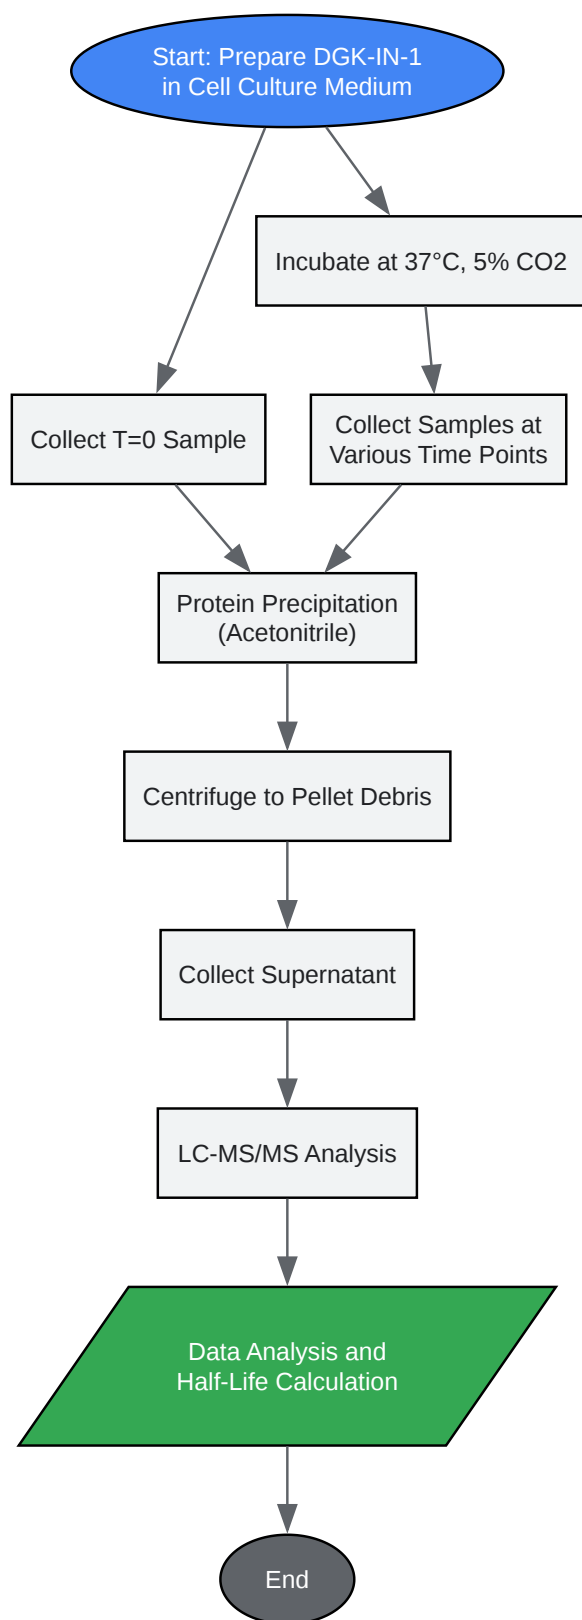 Start: Prepare DGK-IN-1
in Cell Culture Medium
Incubate at 37°C, 5% CO2
Collect T=0 Sample
Collect Samples at
Various Time Points
Protein Precipitation
(Acetonitrile)
Centrifuge to Pellet Debris
Collect Supernatant
LC-MS/MS Analysis
Data Analysis and
Half-Life Calculation
End